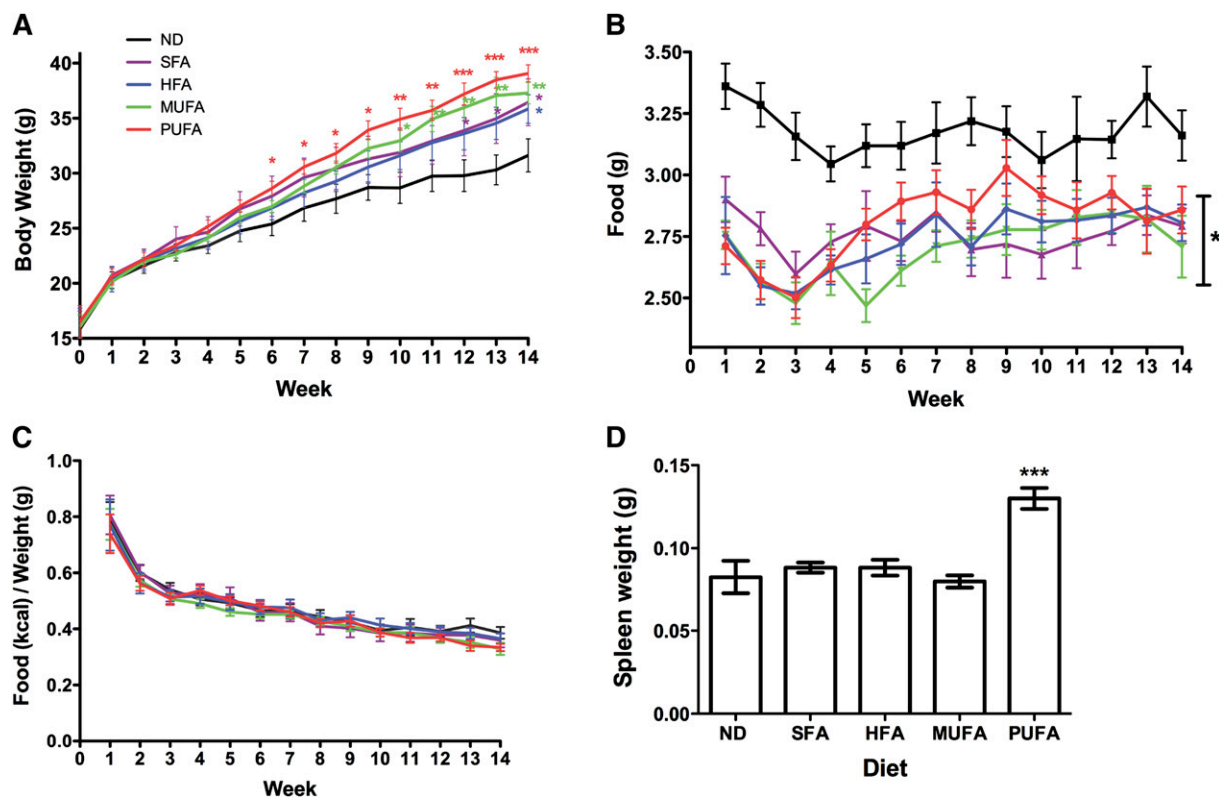 A
ND
SFA
HFA
MUFA
PUFA
Body Weight (g)
40
35
30
25
20
15
* * * * ** ** *** *** ***
* ** ** ** **
* * *
*
0 1 2 3 4 5 6 7 8 9 10 11 12 13 14
Week
B
Food (g)
3.50
3.25
3.00
2.75
2.50
*
0 1 2 3 4 5 6 7 8 9 10 11 12 13 14
Week
C
Food (kcal) / Weight (g)
1.0
0.8
0.6
0.4
0.2
0.0
0 1 2 3 4 5 6 7 8 9 10 11 12 13 14
Week
D
Spleen weight (g)
0.15
0.10
0.05
0.00
***
ND SFA HFA MUFA PUFA
Diet